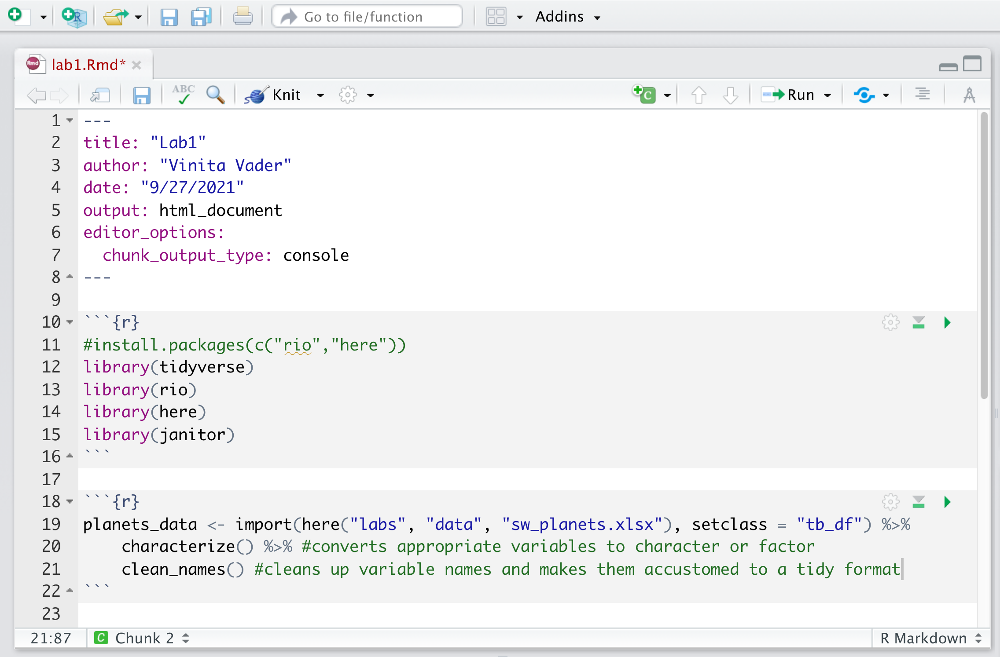 Go to file/function
Addins
lab1.Rmd*
ABC
Knit
Run
1 ---
2 title: "Lab1"
3 author: "Vinita Vader"
4 date: "9/27/2021"
5 output: html_document
6 editor_options:
7   chunk_output_type: console
8 ---
9
10 ```{r}
11 #install.packages(c("rio","here"))
12 library(tidyverse)
13 library(rio)
14 library(here)
15 library(janitor)
16 ```
17
18 ```{r}
19 planets_data <- import(here("labs", "data", "sw_planets.xlsx"), setclass = "tb_df") %>%
20     characterize() %>% #converts appropriate variables to character or factor
21     clean_names() #cleans up variable names and makes them accustomed to a tidy format
22 ```
23
21:87 C Chunk 2 R Markdown